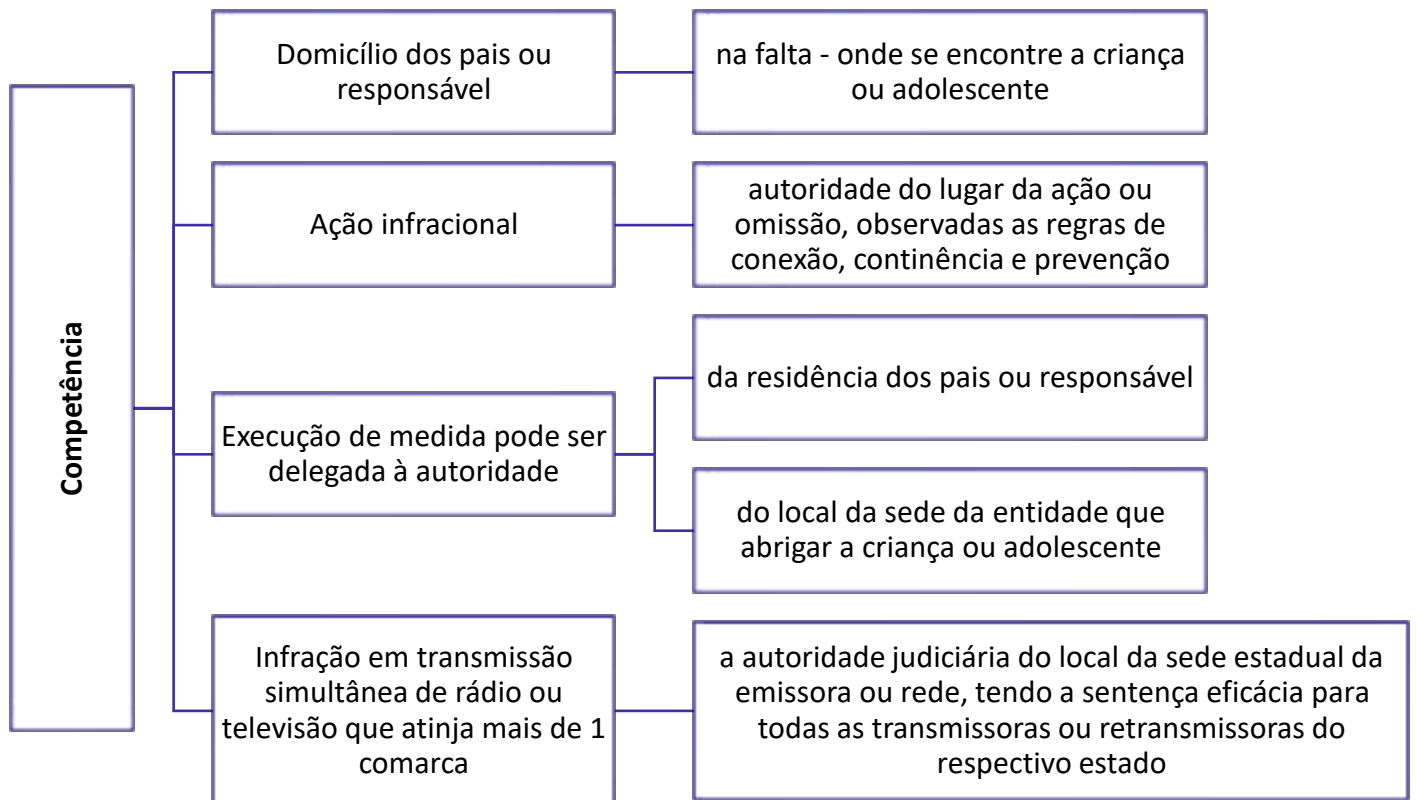 Competência
Domicílio dos pais ou
responsável
na falta - onde se encontre a criança
ou adolescente
Ação infracional
autoridade do lugar da ação ou
omissão, observadas as regras de
conexão, continência e prevenção
Execução de medida pode ser
delegada à autoridade
da residência dos pais ou responsável
do local da sede da entidade que
abrigar a criança ou adolescente
Infração em transmissão
simultânea de rádio ou
televisão que atinja mais de 1
comarca
a autoridade judiciária do local da sede estadual da
emissora ou rede, tendo a sentença eficácia para
todas as transmissoras ou retransmissoras do
respectivo estado